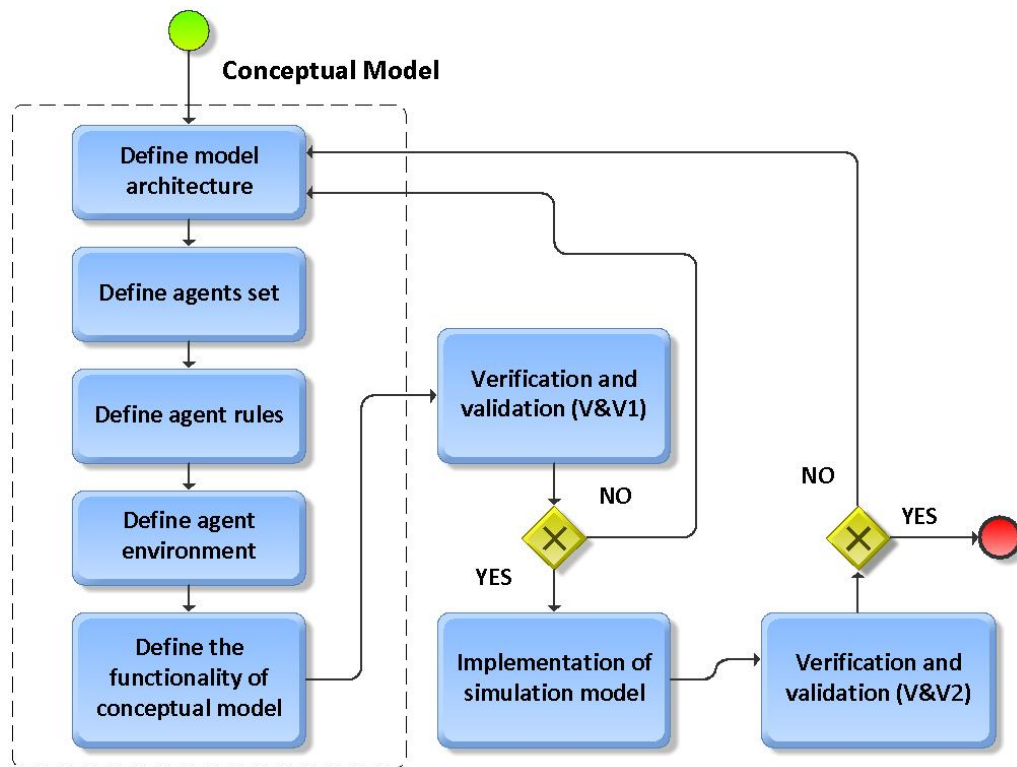 Conceptual Model
Define model
architecture
Define agents set
Define agent rules
Define agent
environment
Define the
functionality of
conceptual model
Verification and
validation (V&V1)
NO
YES
Implementation of
simulation model
Verification and
validation (V&V2)
NO
YES